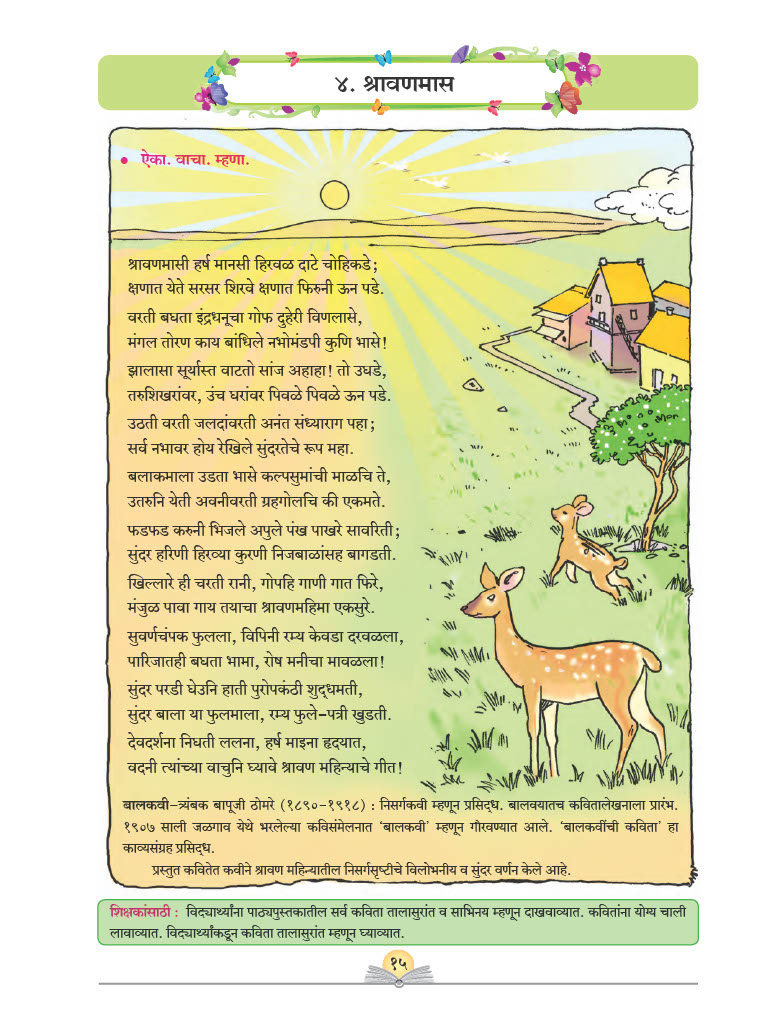 ४. श्रावणमास
• ऐका. वाचा. म्हणा.
श्रावणमासी हर्ष मानसी हिरवळ दाटे चोहिकडे;
क्षणात येते सरसर शिरवे क्षणात फिरुनी ऊन पडे.
वरती बघता इंद्रधनूचा गोफ दुहेरी विणलासे,
मंगल तोरण काय बांधिले नभोमंडपी कुणि भासे!
झालासा सूर्यास्त वाटतो सांज अहाहा! तो उघडे,
तरुशिखरांवर, उंच घरांवर पिवळे पिवळे ऊन पडे.
उठती वरती जलदांवरती अनंत संध्याराग पहा;
सर्व नभावर होय रेखिले सुंदरतेचे रूप महा.
बलाकमाला उडता भासे कल्पसुमांची माळचि ते,
उतरुनि येती अवनीवरती ग्रहगोलचि की एकमते.
फडफड करुनी भिजले अपुले पंख पाखरे सावरिती;
सुंदर हरिणी हिरव्या कुरणी निजबाळांसह बागडती.
खिल्लारे ही चरती रानी, गोपहि गाणी गात फिरे,
मंजुळ पावा गाय तयाचा श्रावणमहिमा एकसुरे.
सुवर्णचंपक फुलला, विपिनी रम्य केवडा दरवळला,
पारिजातही बघता भामा, रोष मनीचा मावळला!
सुंदर परडी घेउनि हाती पुरोपकंठी शुद्धमती,
सुंदर बाला या फुलमाला, रम्य फुले-पत्री खुडती.
देवदर्शना निघती ललना, हर्ष माइना हृदयात,
वदनी त्यांच्या वाचुनि घ्यावे श्रावण महिन्याचे गीत!
बालकवी-त्र्यंबक बापूजी ठोमरे (१८९०-१९१८) : निसर्गकवी म्हणून प्रसिद्ध. बालवयातच कवितालेखनाला प्रारंभ.
१९०७ साली जळगाव येथे भरलेल्या कविसंमेलनात ‘बालकवी’ म्हणून गौरवण्यात आले. ‘बालकवींची कविता’ हा
काव्यसंग्रह प्रसिद्ध.
प्रस्तुत कवितेत कवीने श्रावण महिन्यातील निसर्गसृष्टीचे विलोभनीय व सुंदर वर्णन केले आहे.
शिक्षकांसाठी : विद्यार्थ्यांना पाठ्यपुस्तकातील सर्व कविता तालासुरांत व साभिनय म्हणून दाखवाव्यात. कवितांना योग्य चाली
लावाव्यात. विद्यार्थ्यांकडून कविता तालासुरांत म्हणून घ्याव्यात.
१५